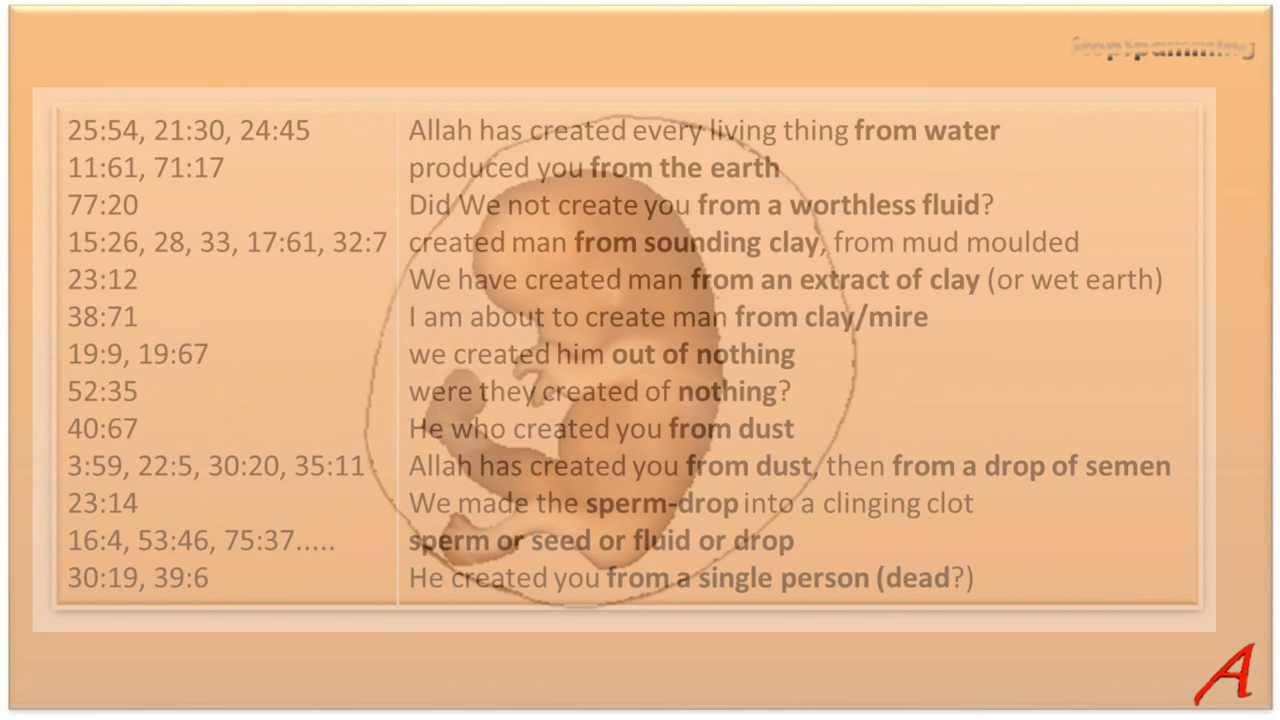 25:54, 21:30, 24:45 Allah has created every living thing from water
11:61, 71:17 produced you from the earth
77:20 Did We not create you from a worthless fluid?
15:26, 28, 33, 17:61, 32:7 created man from sounding clay, from mud moulded
23:12 We have created man from an extract of clay (or wet earth)
38:71 I am about to create man from clay/mire
19:9, 19:67 we created him out of nothing
52:35 were they created of nothing?
40:67 He who created you from dust
3:59, 22:5, 30:20, 35:11 Allah has created you from dust, then from a drop of semen
23:14 We made the sperm-drop into a clinging clot
16:4, 53:46, 75:37..... sperm or seed or fluid or drop
30:19, 39:6 He created you from a single person (dead?)
A